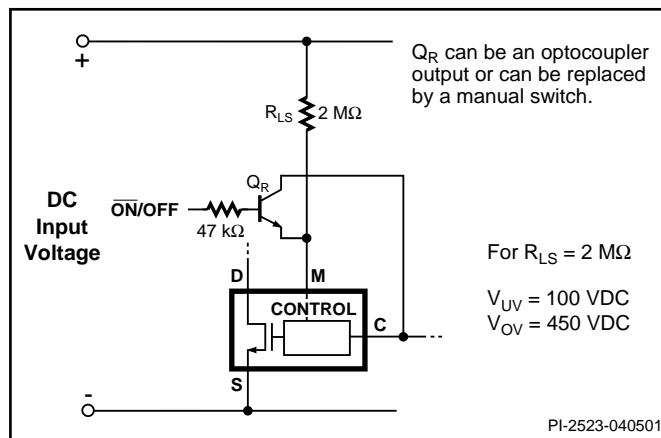 +
Q_R can be an optocoupler
output or can be replaced
by a manual switch.
R_LS 2 MΩ
Q_R
DC
Input
Voltage
ON/OFF
47 kΩ
For R_LS = 2 MΩ
V_UV = 100 VDC
V_OV = 450 VDC
D
M
CONTROL
C
S
-
PI-2523-040501